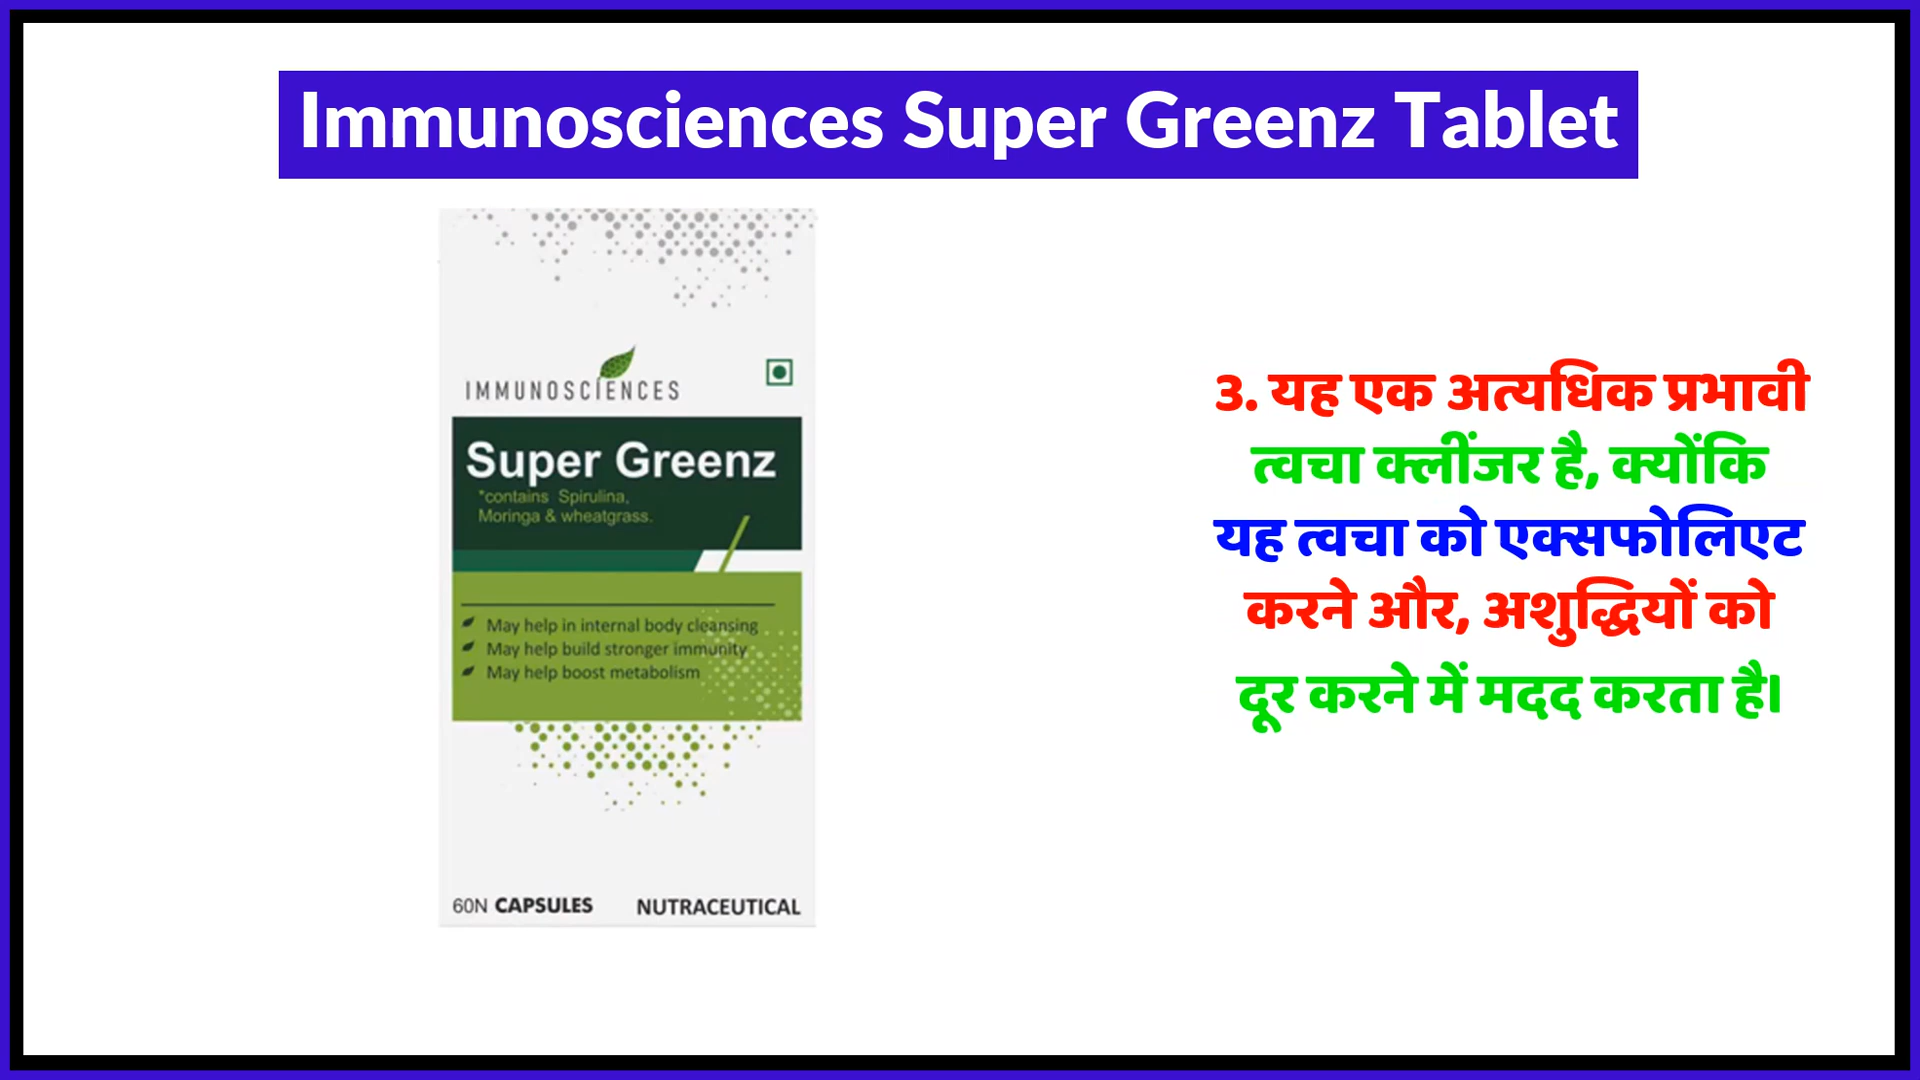 Immunosciences Super Greenz Tablet
IMMUNOSCIENCES
Super Greenz
*contains Spirulina,
Moringa & wheatgrass.
May help in internal body cleansing
May help build stronger immunity
May help boost metabolism
60N CAPSULES NUTRACEUTICAL
3. यह एक अत्यधिक प्रभावी
त्वचा क्लींजर है, क्योंकि
यह त्वचा को एक्सफोलिएट
करने और, अशुद्धियों को
दूर करने में मदद करता है।